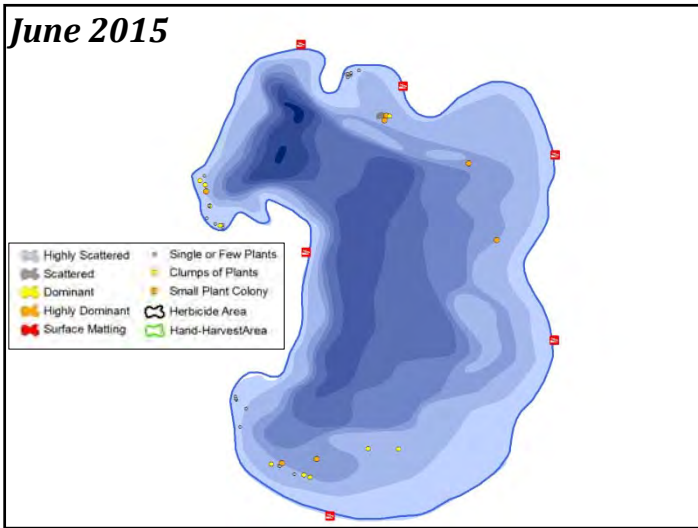 June 2015
Highly Scattered
Scattered
Dominant
Highly Dominant
Surface Matting
Single or Few Plants
Clumps of Plants
Small Plant Colony
Herbicide Area
Hand-HarvestArea